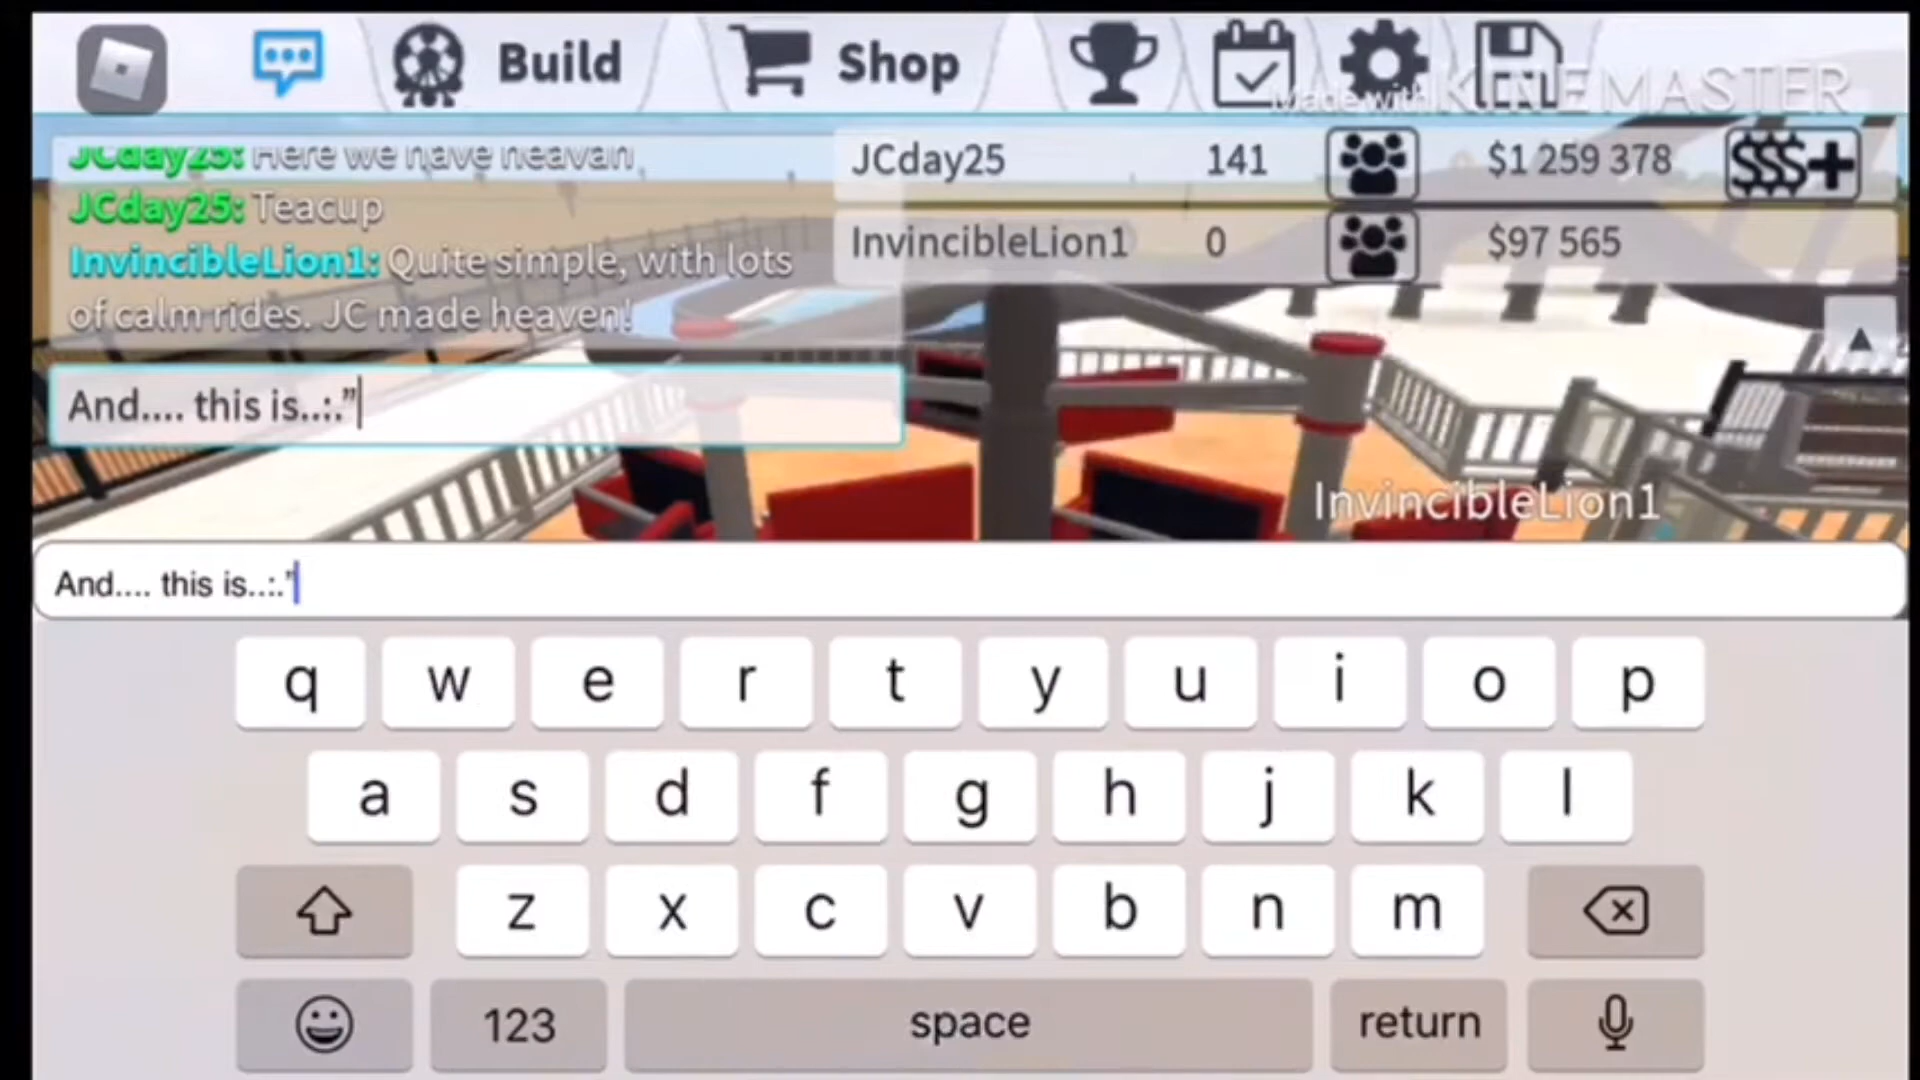 Build
Shop
Made with KINEMASTER
JCday25: Here we have heavan
JCday25: Teacup
InvincibleLion1: Quite simple, with lots
of calm rides. JC made heaven!
JCday25 141 $1 259 378 $$$+
InvincibleLion1 0 $97 565
And.... this is..:.”
InvincibleLion1
And.... this is..:.”
q w e r t y u i o p
a s d f g h j k l
z x c v b n m
123 space return